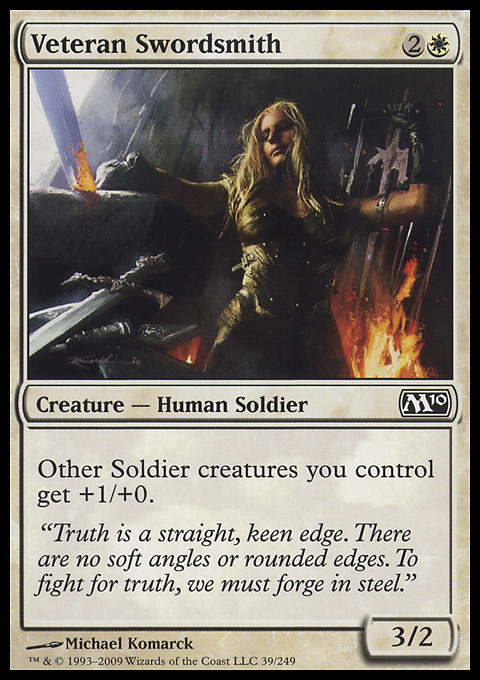 Veteran Swordsmith 2
Creature — Human Soldier M10
Other Soldier creatures you control
get +1/+0.
“Truth is a straight, keen edge. There
are no soft angles or rounded edges. To
fight for truth, we must forge in steel.”
Michael Komarck 3/2
™ & © 1993–2009 Wizards of the Coast LLC 39/249